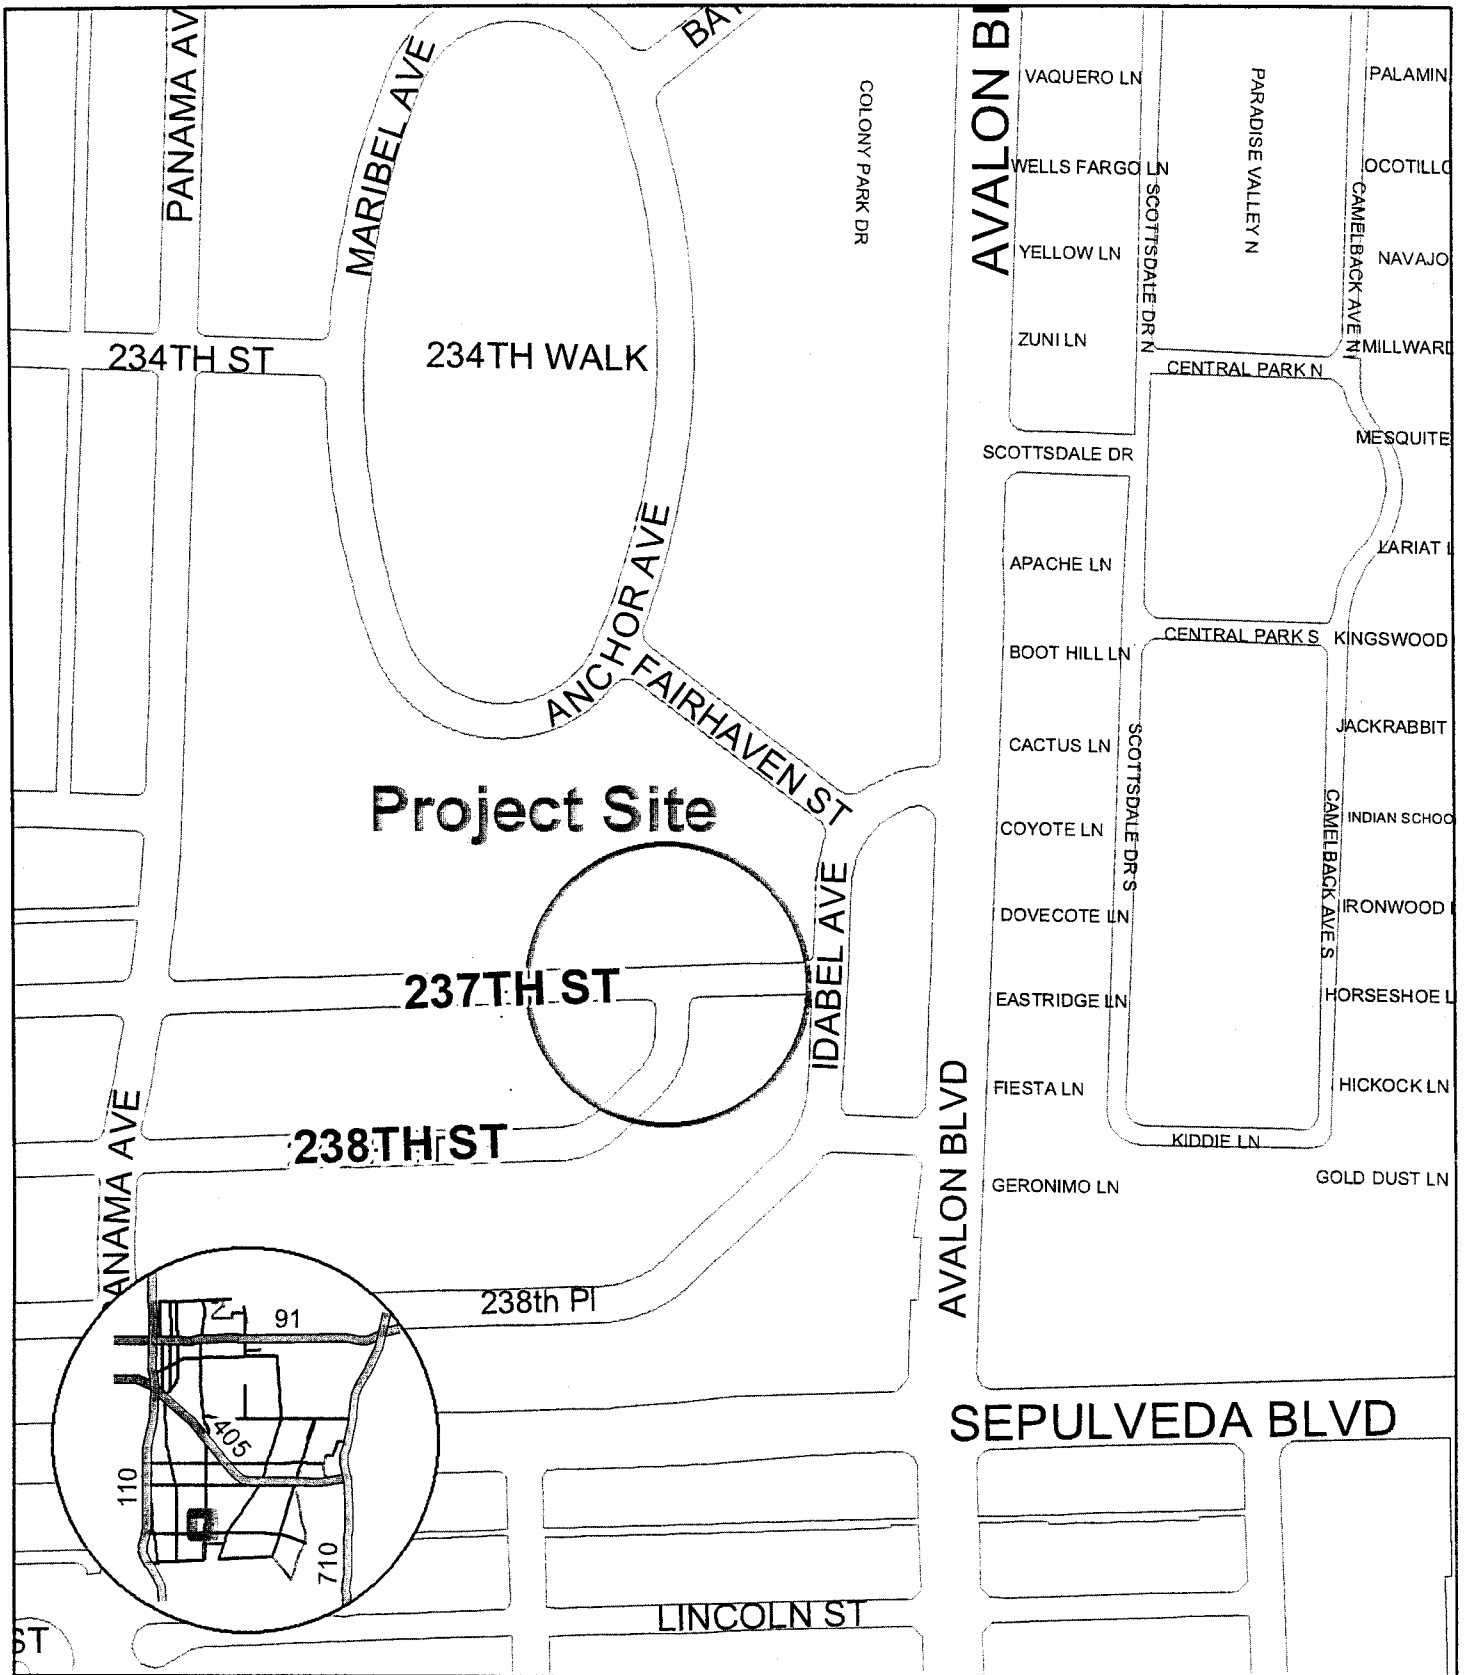 PANAMA AV
MARIBEL AVE
COLONY PARK DR
AVALON
VAQUERO LN
PARADISE VALLEY N
PALAMIN
WELLS FARGO LN
SCOTTSDALE DR N
CAMELBACK AVE N
OCOTILLO
YELLOW LN
NAVAJO
234TH ST
234TH WALK
ZUNI LN
MILLWARD
CENTRAL PARK N
SCOTTSDALE DR
MESQUITE
ANCHOR AVE
APACHE LN
LARIAT
FAIRHAVEN ST
BOOT HILL LN
CENTRAL PARK S
KINGSWOOD
CACTUS LN
SCOTTSDALE DR S
JACKRABBIT
Project Site
COYOTE LN
CAMELBACK AVE S
INDIAN SCHOO
IDABEL AVE
DOVECOTE LN
IRONWOOD
237TH ST
EASTRIDGE LN
HORSESHOE L
AVALON BLVD
FIESTA LN
HICKOCK LN
238TH ST
KIDDIE LN
ANAMA AVE
GERONIMO LN
GOLD DUST LN
238th Pl
91
405
110
710
SEPULVEDA BLVD
LINCOLN ST
ST